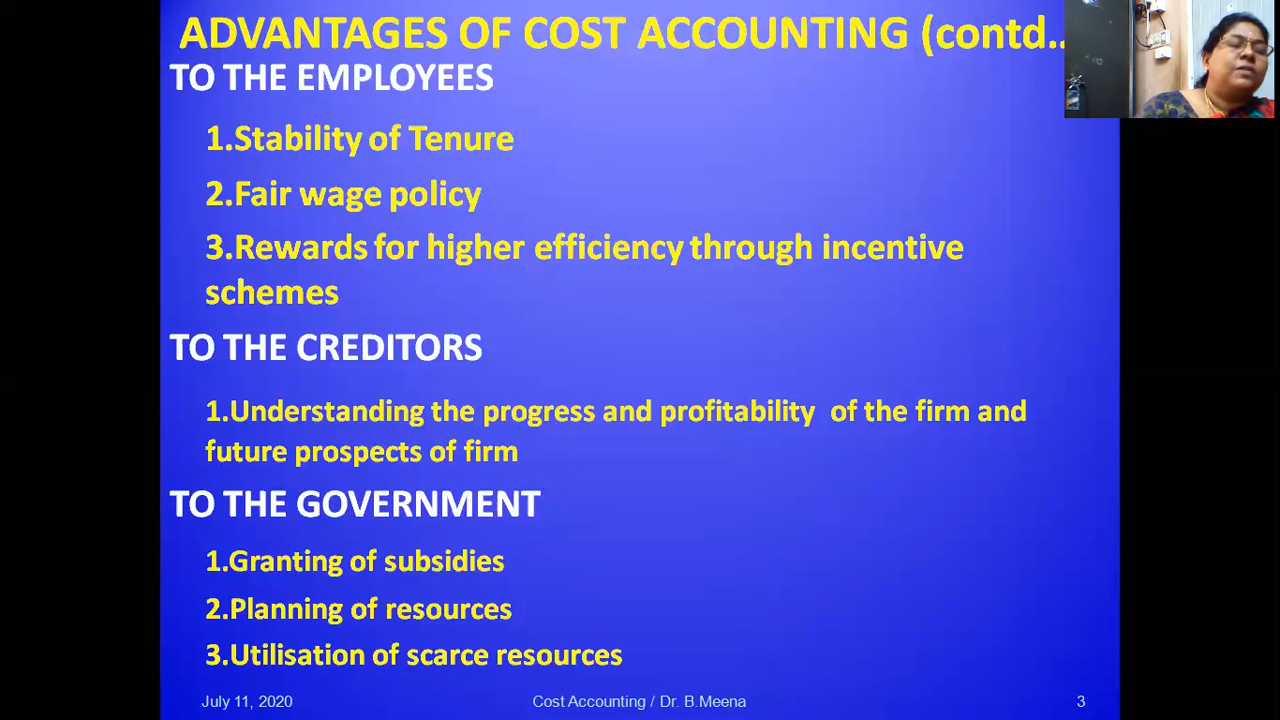 ADVANTAGES OF COST ACCOUNTING (contd..
TO THE EMPLOYEES
1.Stability of Tenure
2.Fair wage policy
3.Rewards for higher efficiency through incentive
schemes
TO THE CREDITORS
1.Understanding the progress and profitability of the firm and
future prospects of firm
TO THE GOVERNMENT
1.Granting of subsidies
2.Planning of resources
3.Utilisation of scarce resources
July 11, 2020 Cost Accounting / Dr. B.Meena 3